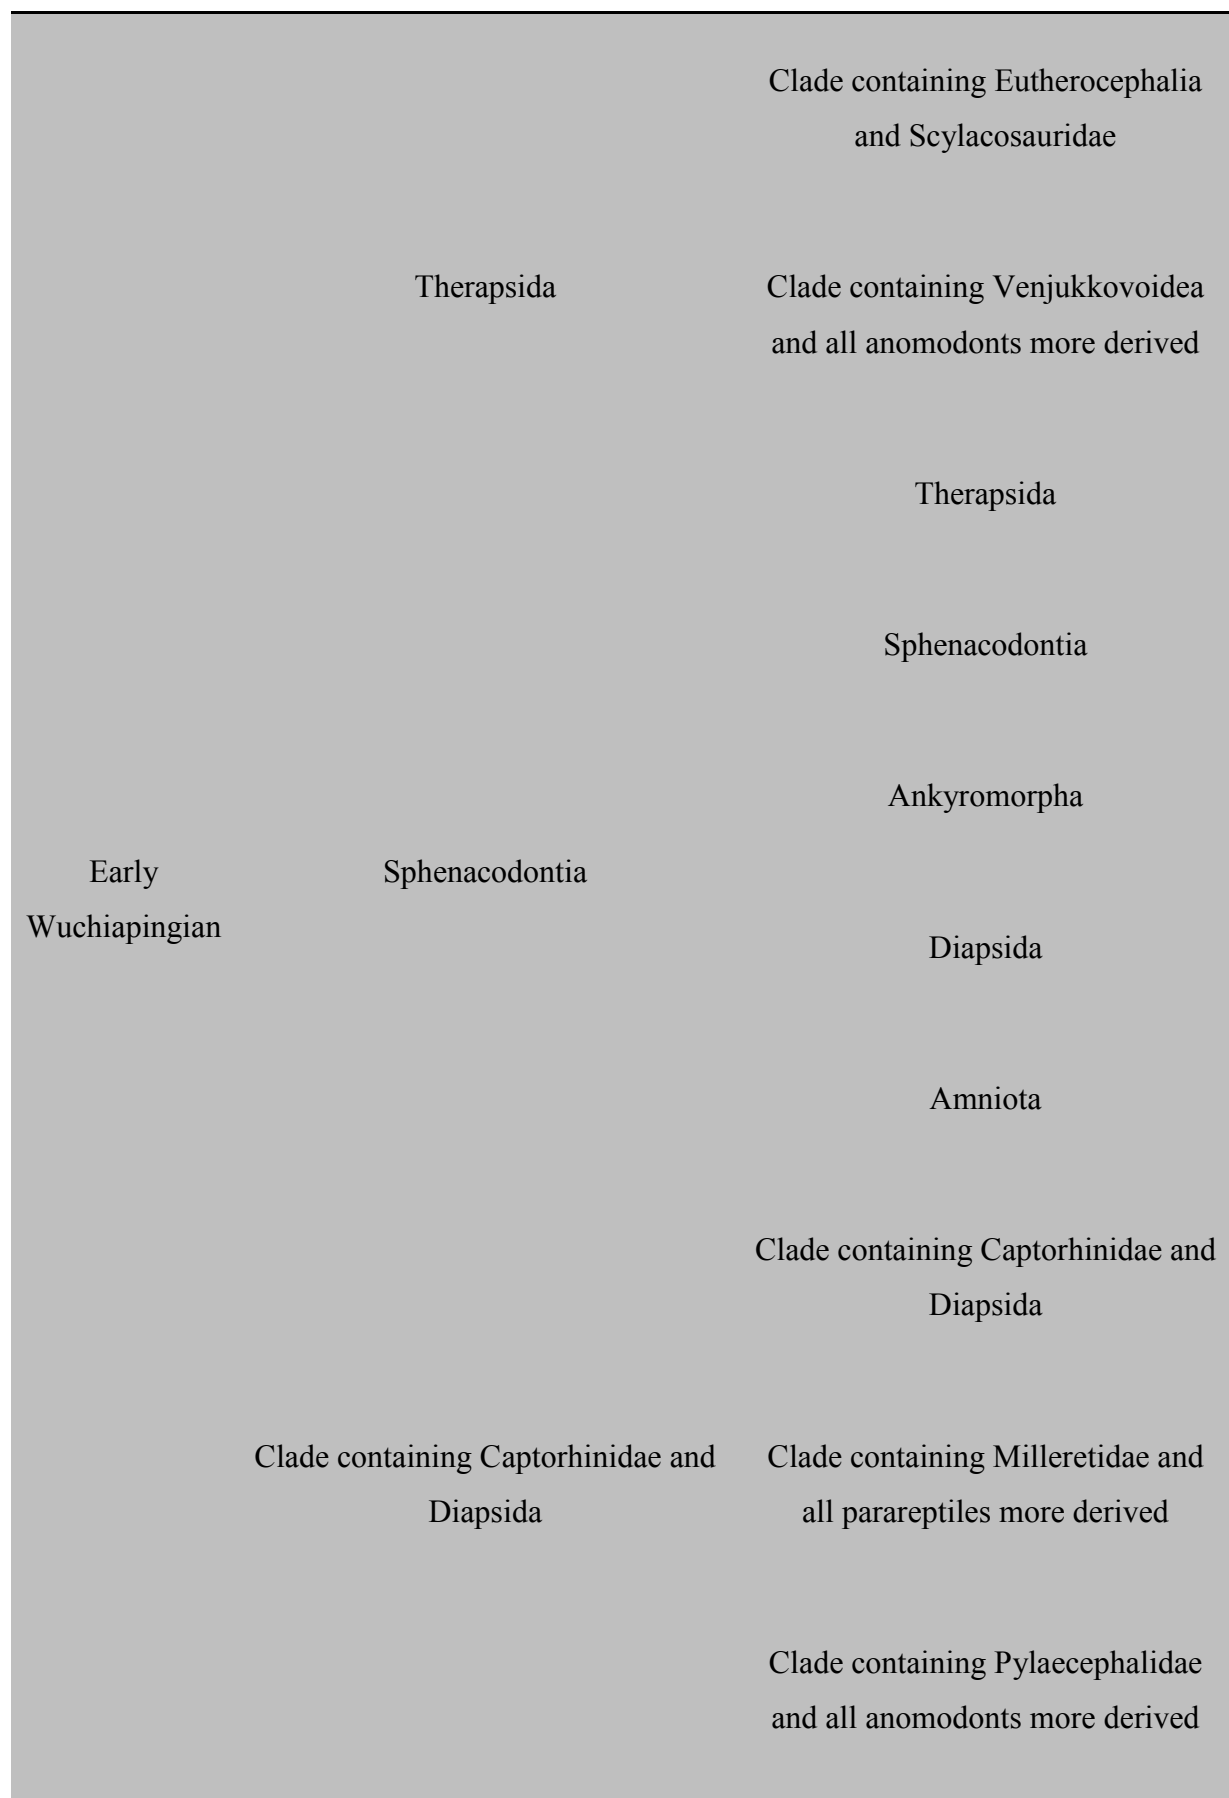 Clade containing Eutherocephalia
and Scylacosauridae
Therapsida
Clade containing Venjukkovoidea
and all anomodonts more derived
Therapsida
Sphenacodontia
Ankyromorpha
Early
Wuchiapingian
Sphenacodontia
Diapsida
Amniota
Clade containing Captorhinidae and
Diapsida
Clade containing Captorhinidae and
Diapsida
Clade containing Milleretidae and
all parareptiles more derived
Clade containing Pylaecephalidae
and all anomodonts more derived